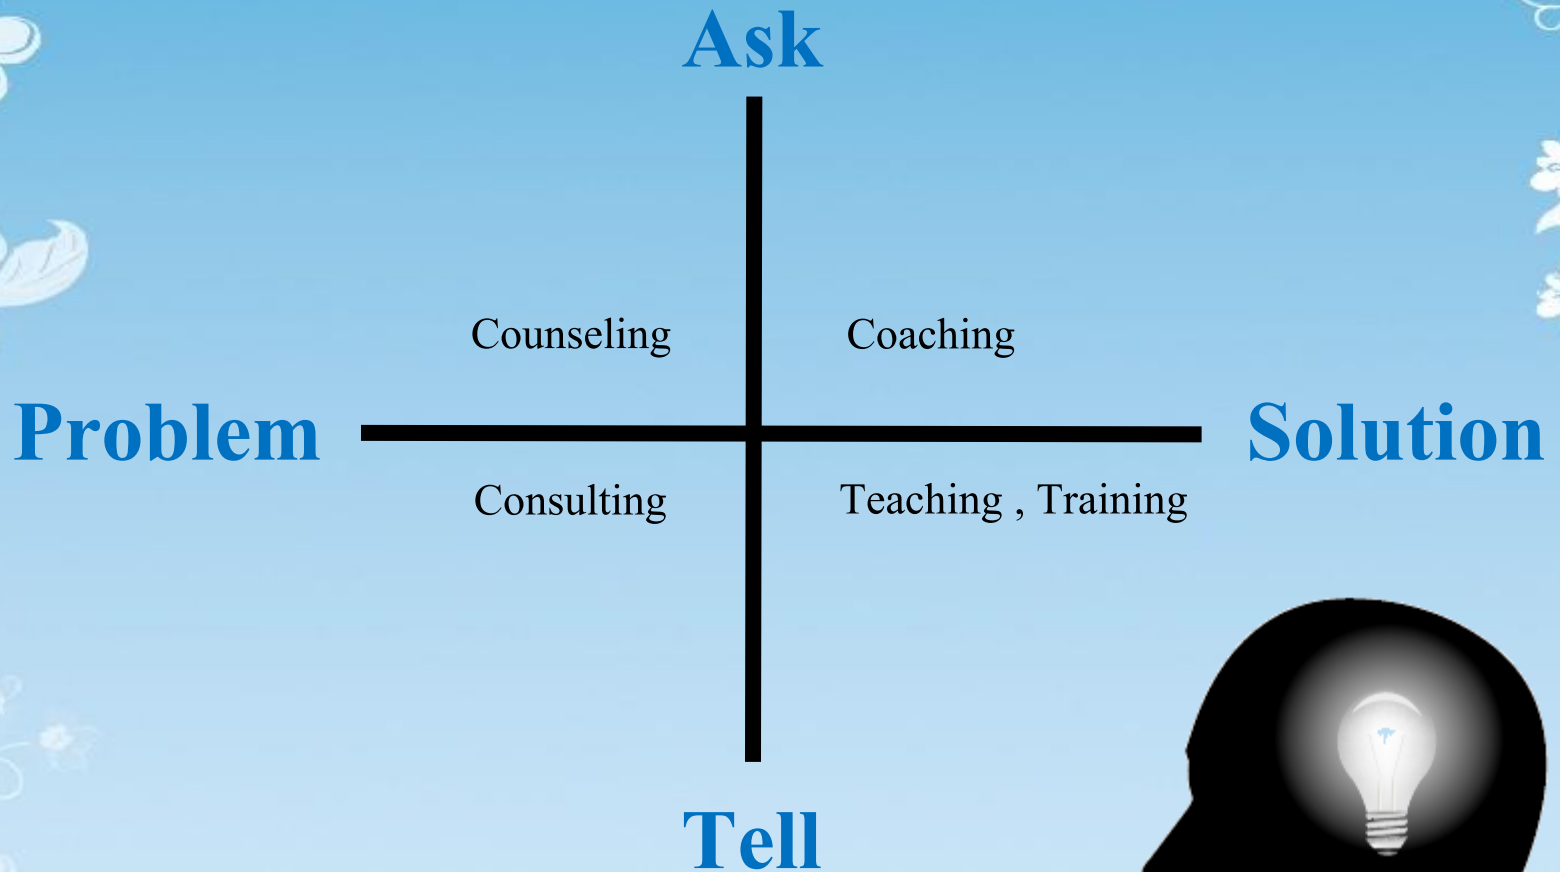 Ask
Counseling
Coaching
Problem
Solution
Consulting
Teaching , Training
Tell